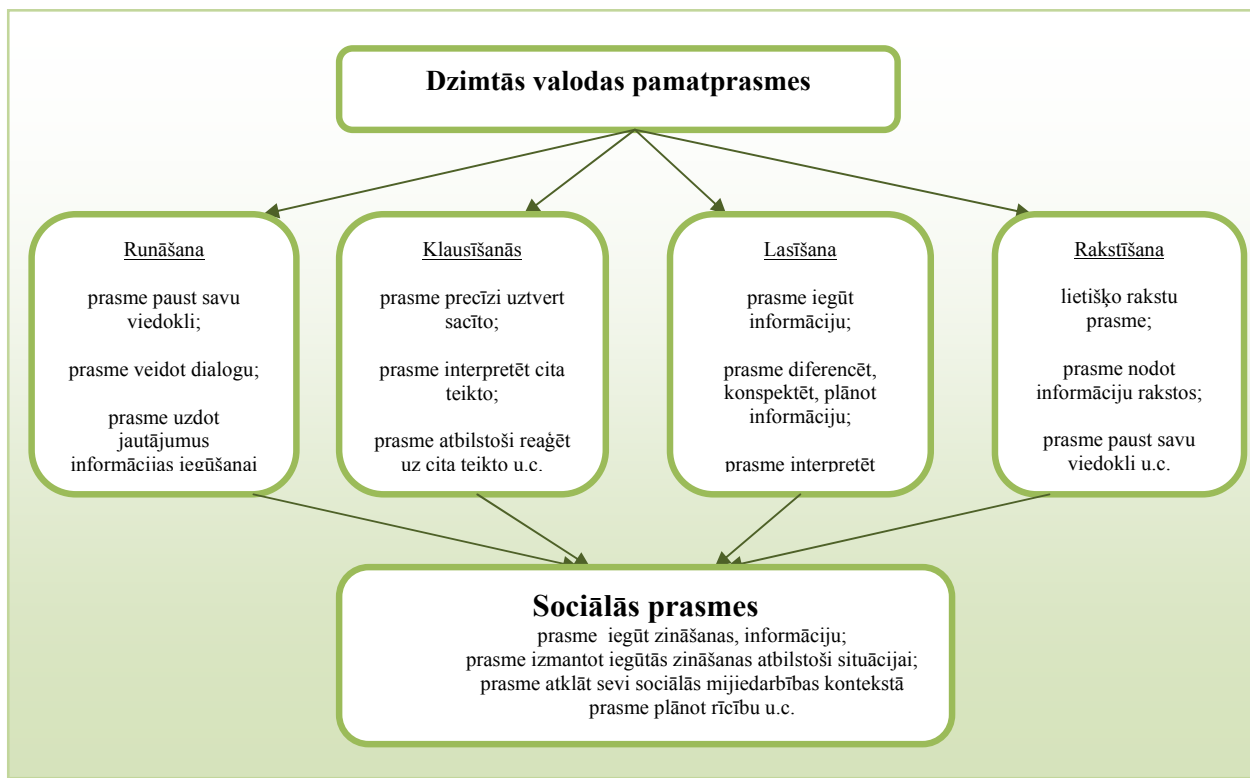 Dzimtās valodas pamatprasmes
Runāšana
prasme paust savu
viedokli;
prasme veidot dialogu;
prasme uzdot
jautājumus
informācijas iegūšanai
Klausīšanās
prasme precīzi uztvert
sacīto;
prasme interpretēt cita
teikto;
prasme atbilstoši reaģēt
uz cita teikto u.c.
Lasīšana
prasme iegūt
informāciju;
prasme diferencēt,
konspektēt, plānot
informāciju;
prasme interpretēt
Rakstīšana
lietišķo rakstu
prasme;
prasme nodot
informāciju rakstos;
prasme paust savu
viedokli u.c.
Sociālās prasmes
prasme iegūt zināšanas, informāciju;
prasme izmantot iegūtās zināšanas atbilstoši situācijai;
prasme atklāt sevi sociālās mijiedarbības kontekstā
prasme plānot rīcību u.c.